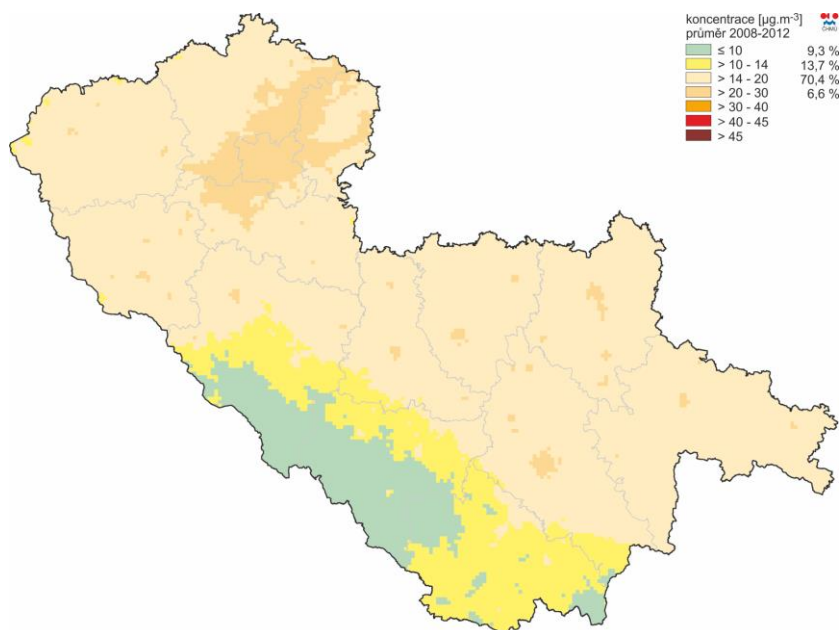 koncentrace [µg.m-³]
průměr 2008-2012
ČHMÚ
≤ 10 9,3 %
> 10 - 14 13,7 %
> 14 - 20 70,4 %
> 20 - 30 6,6 %
> 30 - 40
> 40 - 45
> 45